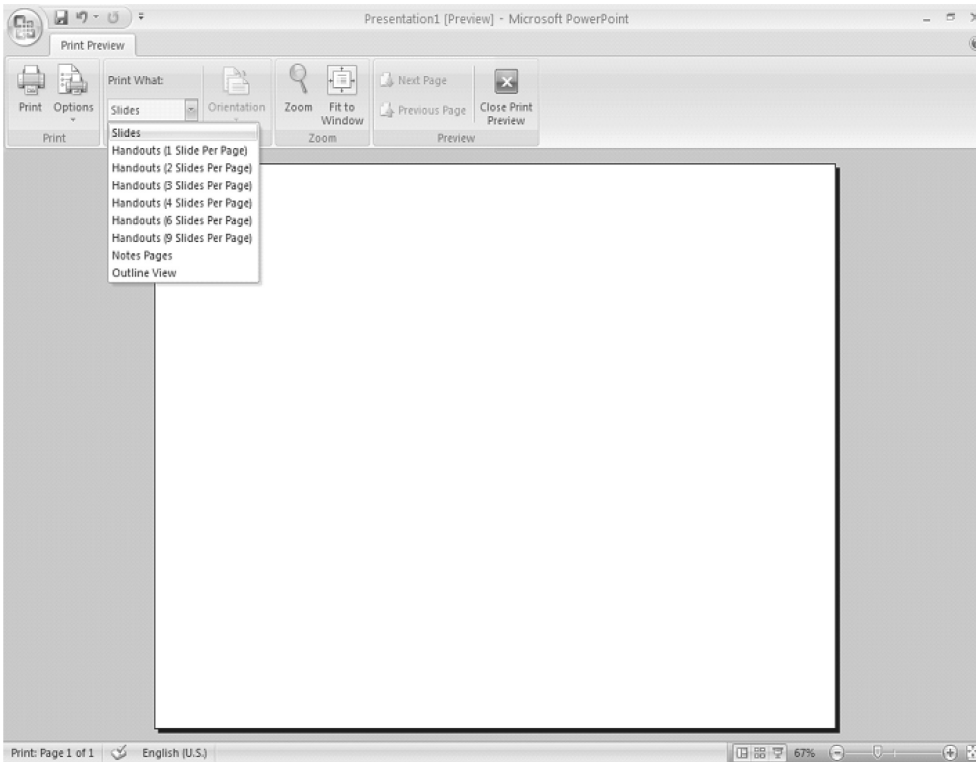 Presentation1 [Preview] - Microsoft PowerPoint
Print Preview
Print
Options
Print What:
Slides
Orientation
Zoom
Fit to
Window
Next Page
Previous Page
Close Print
Preview
Print
Zoom
Preview
Slides
Handouts (1 Slide Per Page)
Handouts (2 Slides Per Page)
Handouts (3 Slides Per Page)
Handouts (4 Slides Per Page)
Handouts (6 Slides Per Page)
Handouts (9 Slides Per Page)
Notes Pages
Outline View
Print: Page 1 of 1
English (U.S.)
67%